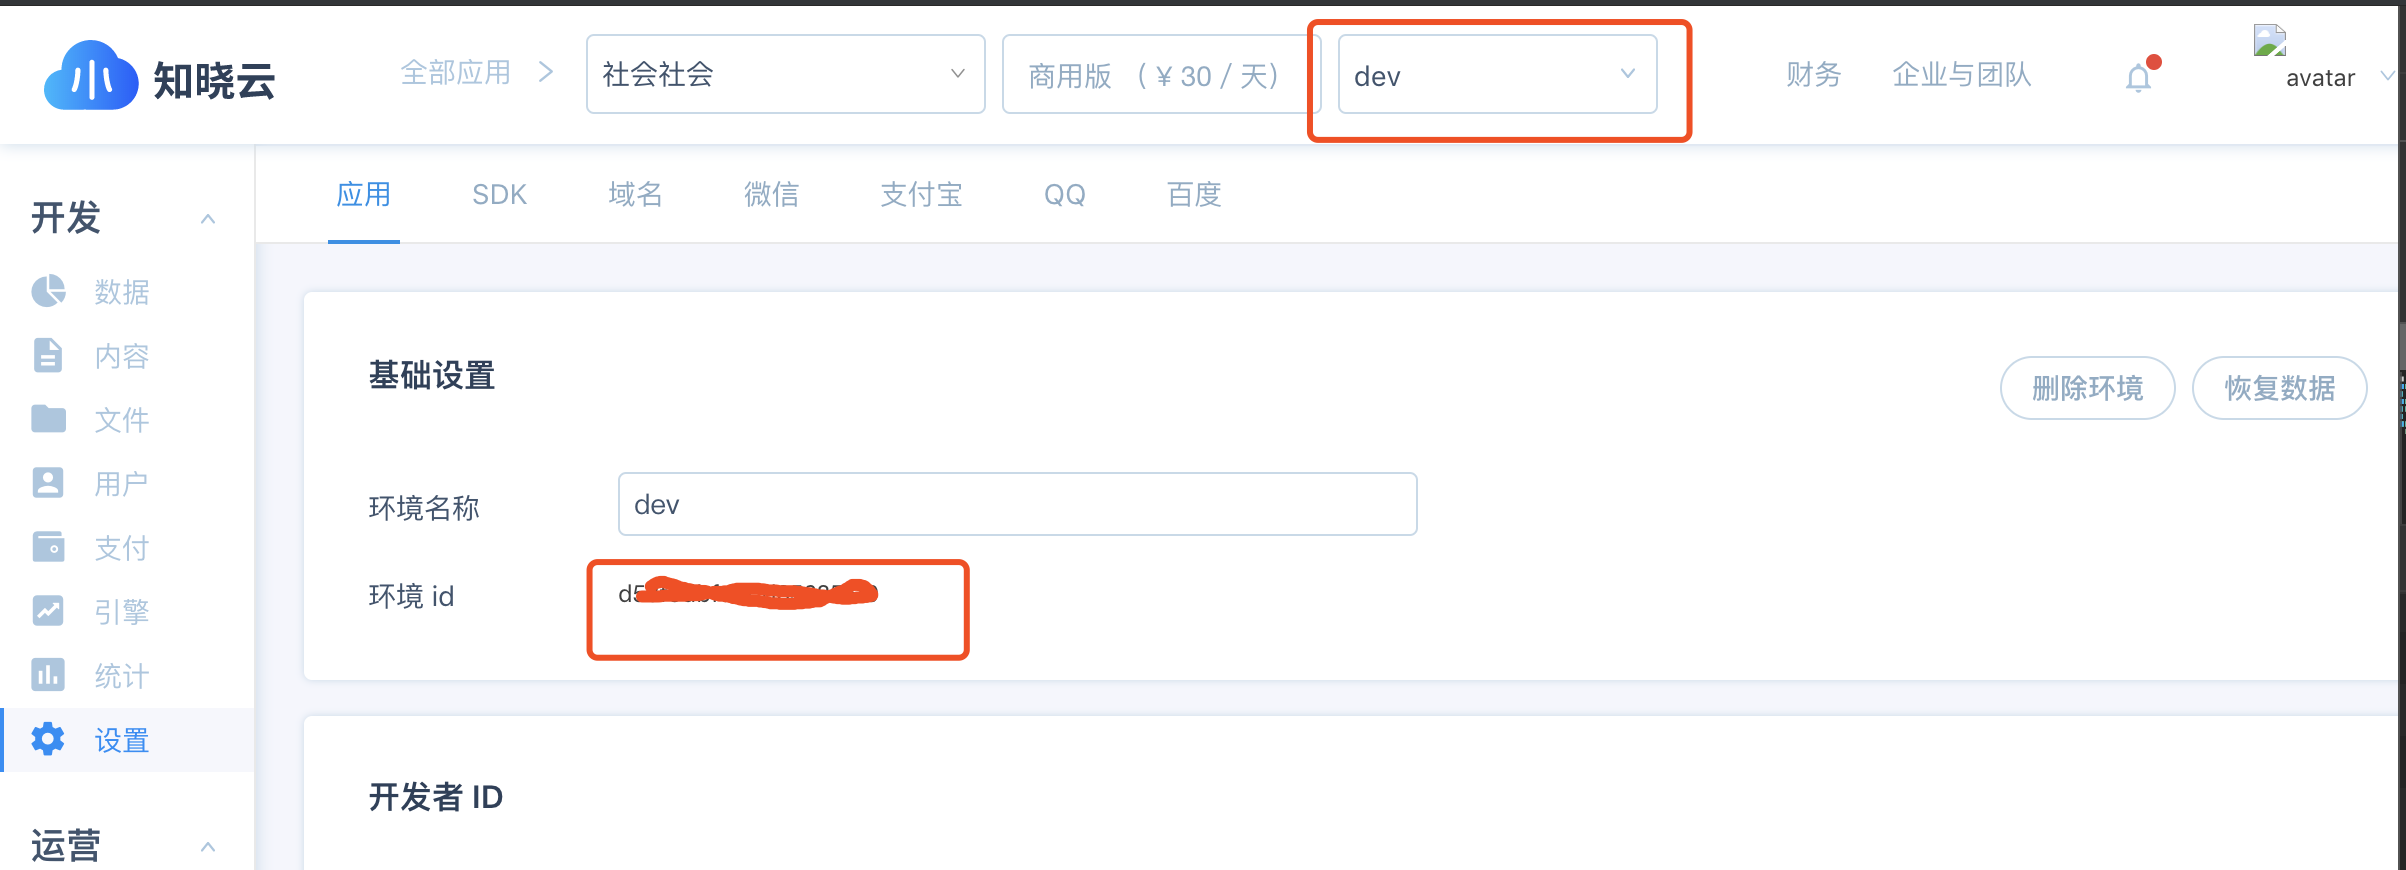 知晓云
全部应用
社会社会
商用版 （¥ 30 / 天）
dev
财务
企业与团队
avatar
应用
SDK
域名
微信
支付宝
QQ
百度
开发
数据
内容
文件
用户
支付
引擎
统计
设置
运营
基础设置
删除环境
恢复数据
环境名称
dev
环境 id
开发者 ID